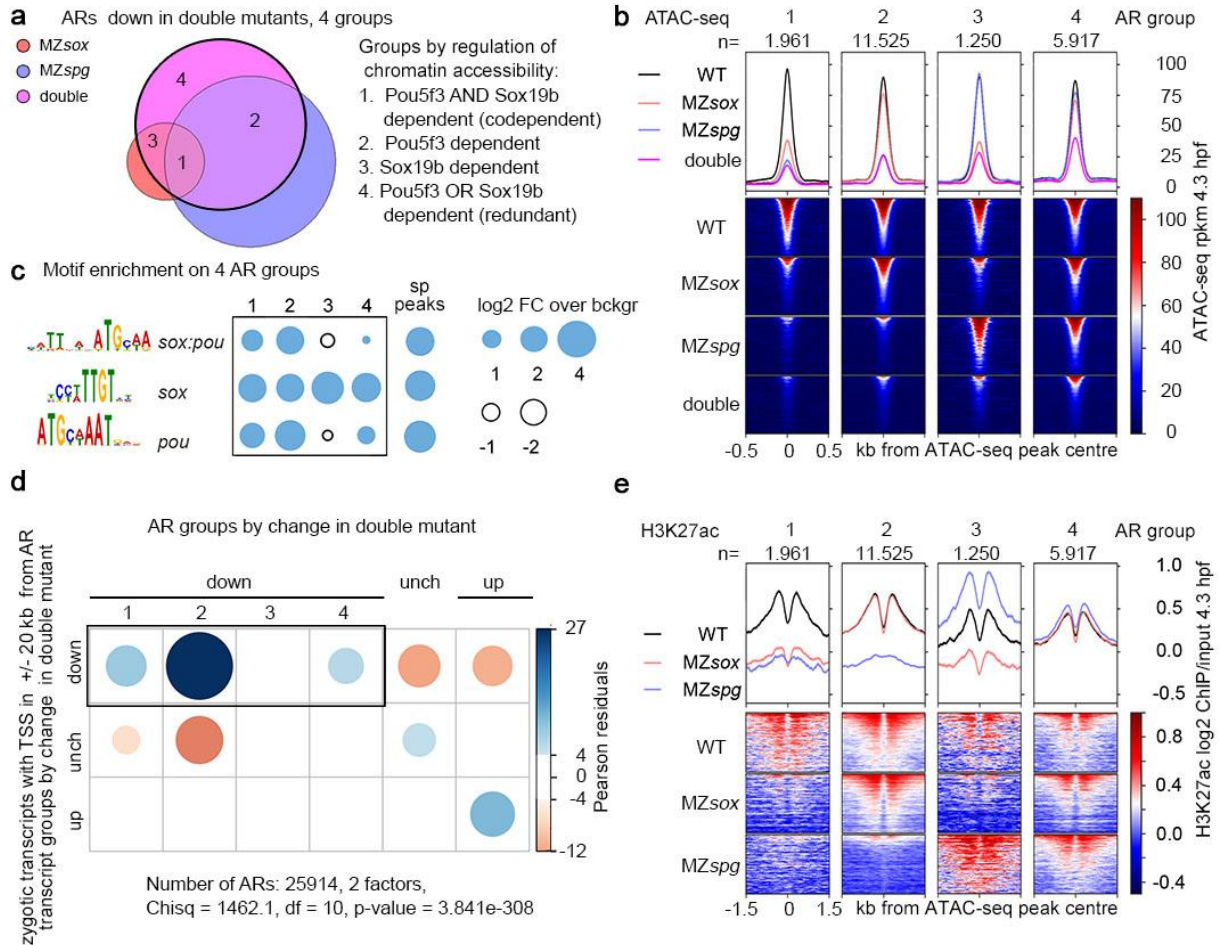 a
ARs down in double mutants, 4 groups
MZsox
MZspg
double
4
2
3
1
Groups by regulation of
chromatin accessibility:
1. Pou5f3 AND Sox19b
dependent (codependent)
2. Pou5f3 dependent
3. Sox19b dependent
4. Pou5f3 OR Sox19b
dependent (redundant)
b
ATAC-seq 1 2 3 4 AR group
n= 1.961 11.525 1.250 5.917
WT
MZsox
MZspg
double
100
75
50
25
0
WT
MZsox
MZspg
double
100
80
60
40
20
0
ATAC-seq rpkm 4.3 hpf
-0.5 0 0.5 kb from ATAC-seq peak centre
c
Motif enrichment on 4 AR groups
1 2 3 4 sp peaks
log2 FC over bckgr
ATTGCAA sox:pou
CCTTTGT sox
ATGCAAAT pou
1 2 4
-1 -2
d
AR groups by change in double mutant
down unch up
1 2 3 4
zygotic transcripts with TSS in +/- 20 kb from AR
transcript groups by change in double mutant
down
unch
up
27
4
0
-4
-12
Pearson residuals
Number of ARs: 25914, 2 factors,
Chisq = 1462.1, df = 10, p-value = 3.841e-308
e
H3K27ac 1 2 3 4 AR group
n= 1.961 11.525 1.250 5.917
WT
MZsox
MZspg
1.0
0.5
0.0
-0.5
WT
MZsox
MZspg
0.8
0.4
0.0
-0.4
H3K27ac log2 ChIP/input 4.3 hpf
-1.5 0 1.5 kb from ATAC-seq peak centre